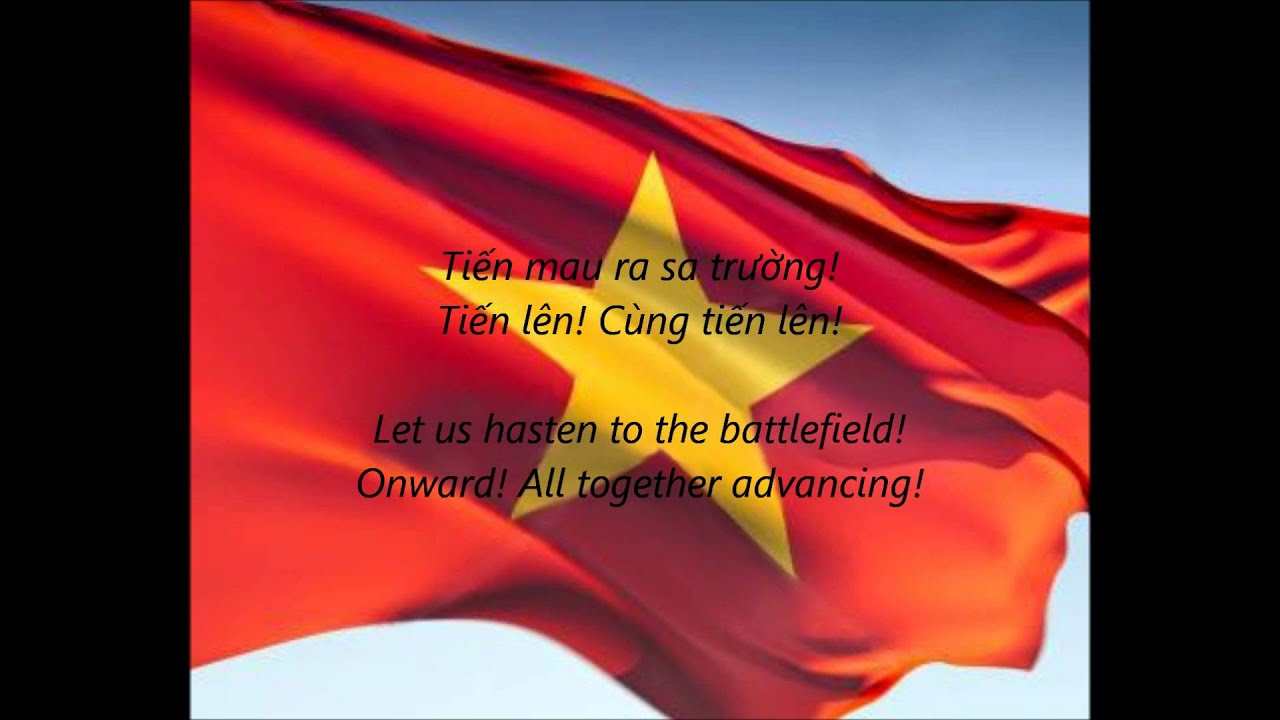 Tiến mau ra sa trường!
Tiến lên! Cùng tiến lên!
Let us hasten to the battlefield!
Onward! All together advancing!